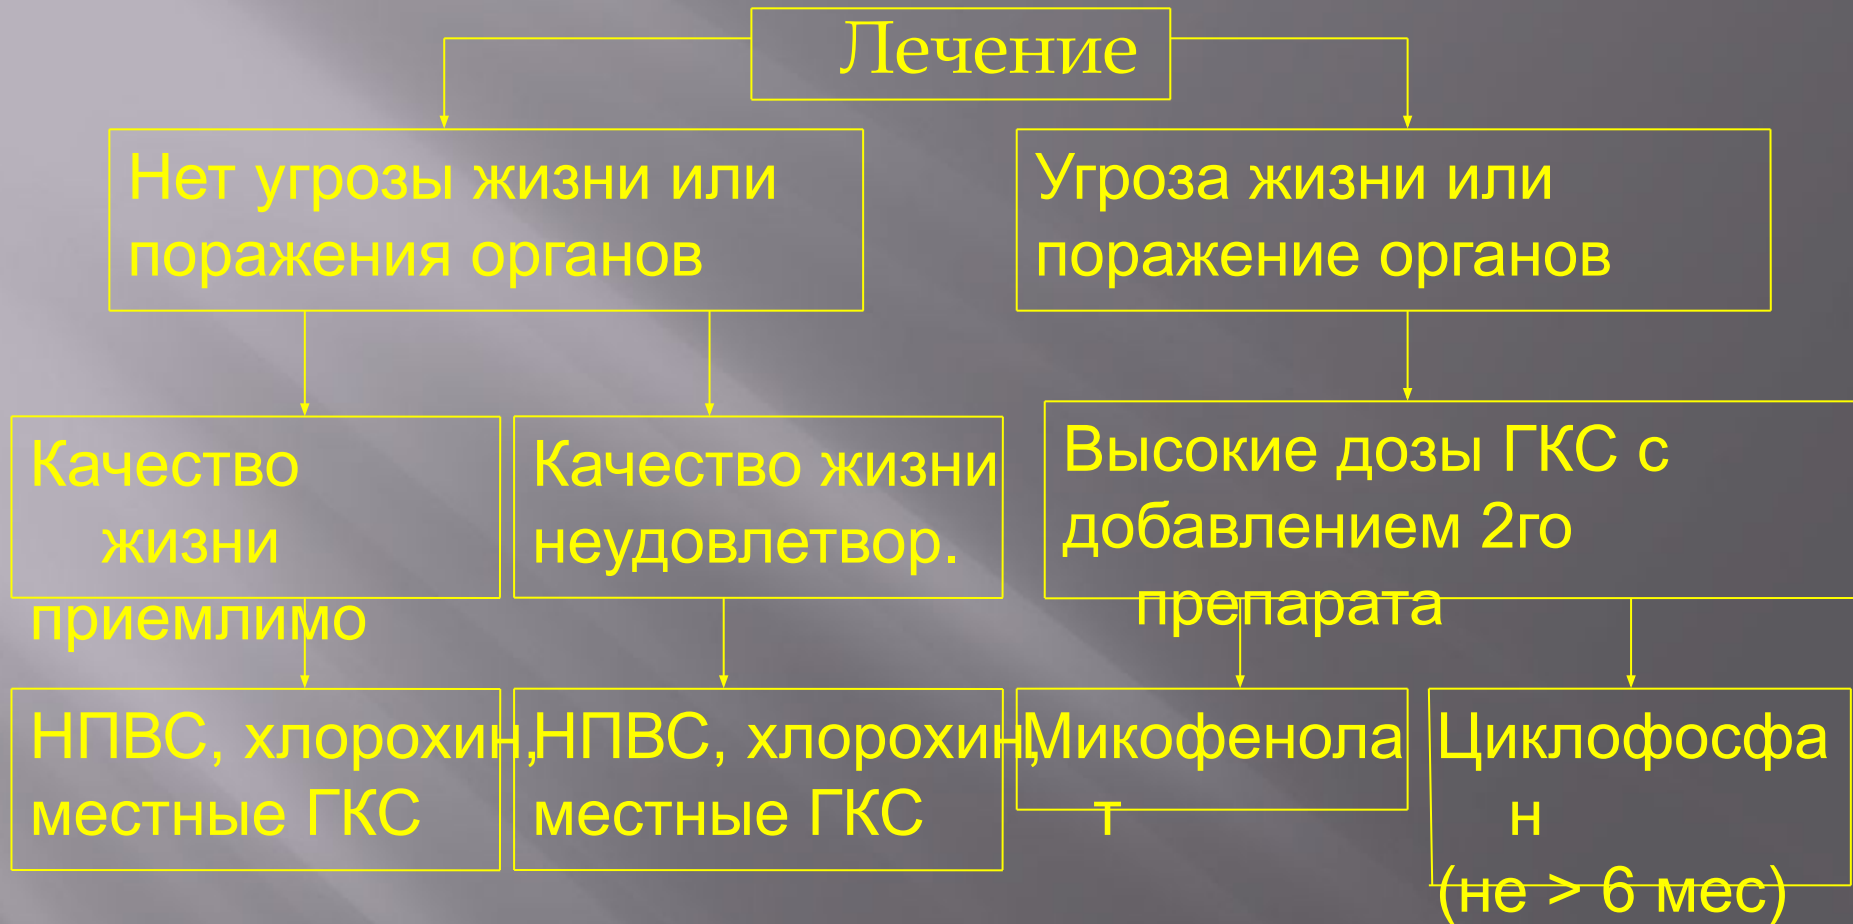 Лечение
Нет угрозы жизни или
поражения органов
Угроза жизни или
поражение органов
Качество
жизни
приемлимо
Качество жизни
неудовлетвор.
Высокие дозы ГКС с
добавлением 2го
препарата
НПВС, хлорохин,
местные ГКС
НПВС, хлорохин,
местные ГКС
Микофенола
т
Циклофосфа
н
(не > 6 мес)